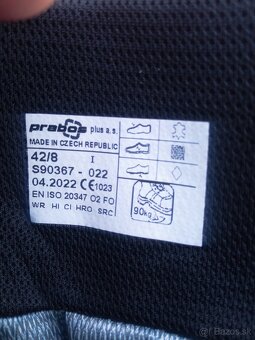 prabos plus a. s.
MADE IN CZECH REPUBLIC
42/8 I
S90367 - 022
04.2022 CE 1023
EN ISO 20347 O2 FO
WR HI CI HRO SRC
90kg
Bazos.sk